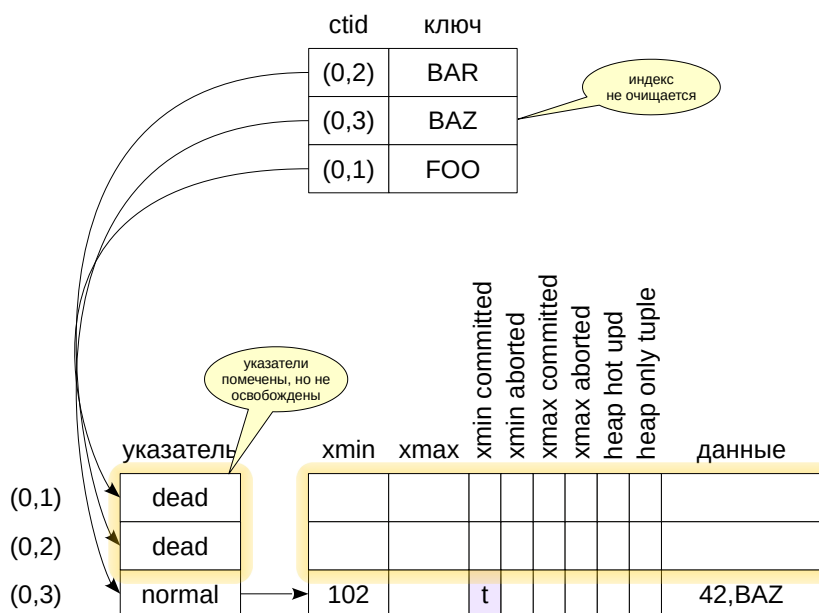 ctid ключ
(0,2) BAR
(0,3) BAZ
(0,1) FOO
индекс
не очищается
указатели
помечены, но не
освобождены
указатель xmin xmax xmin committed xmin aborted xmax committed xmax aborted heap hot upd heap only tuple данные
(0,1) dead
(0,2) dead
(0,3) normal 102 t 42,BAZ